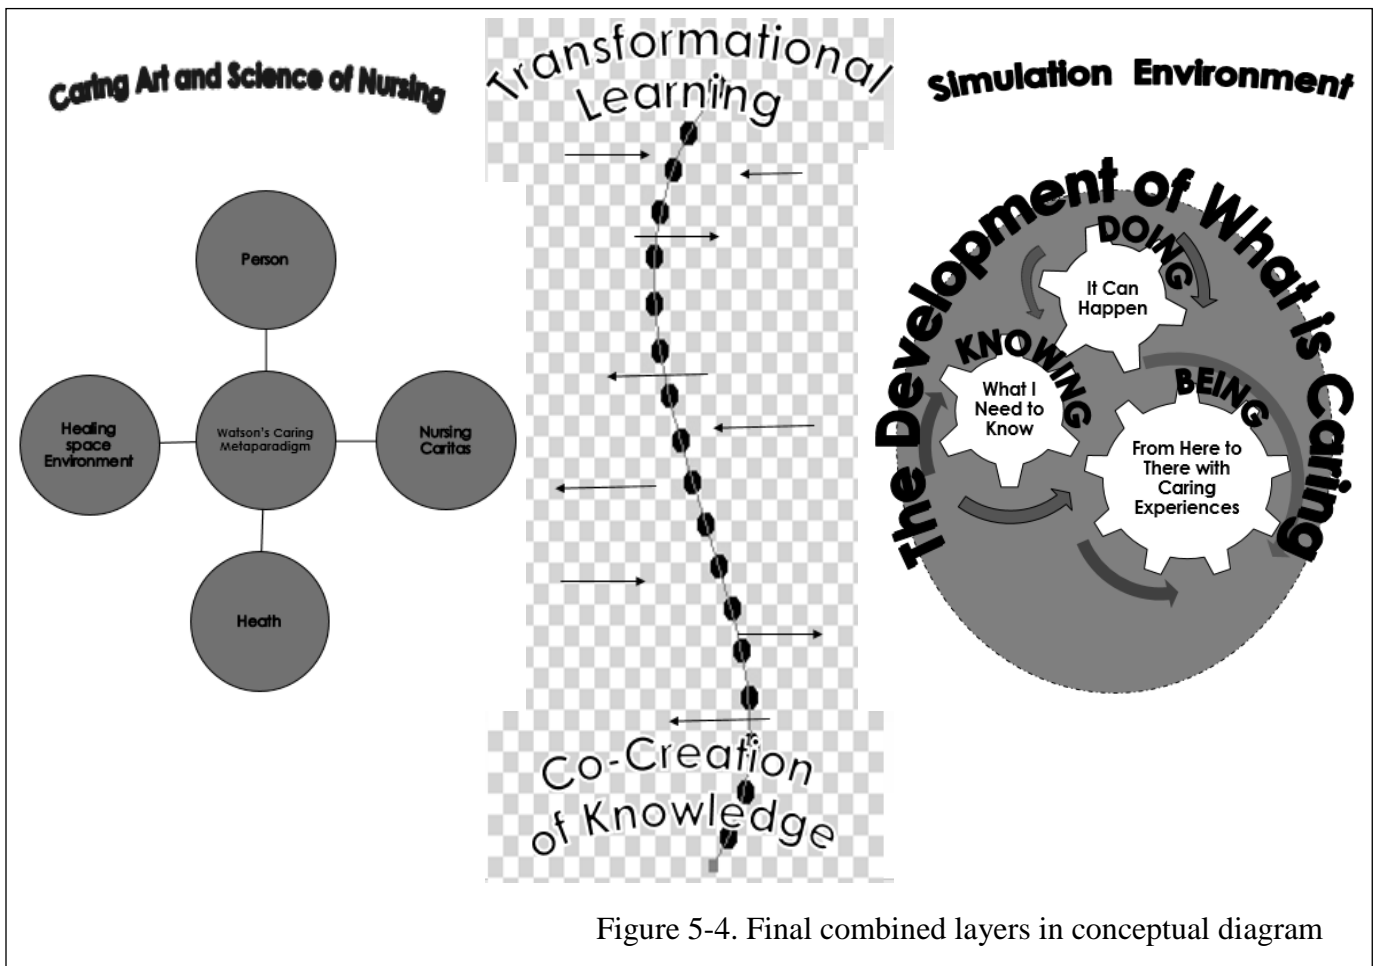 Caring Art and Science of Nursing
Person
Healing
space
Environment
Watson's Caring
Metaparadigm
Nursing
Caritas
Heath
Transformational
Learning
Co-Creation
of Knowledge
Simulation Environment
The Development of What is Caring
DOING
It Can
Happen
KNOWING
What I
Need to
Know
BEING
From Here to
There with
Caring
Experiences
Figure 5-4. Final combined layers in conceptual diagram